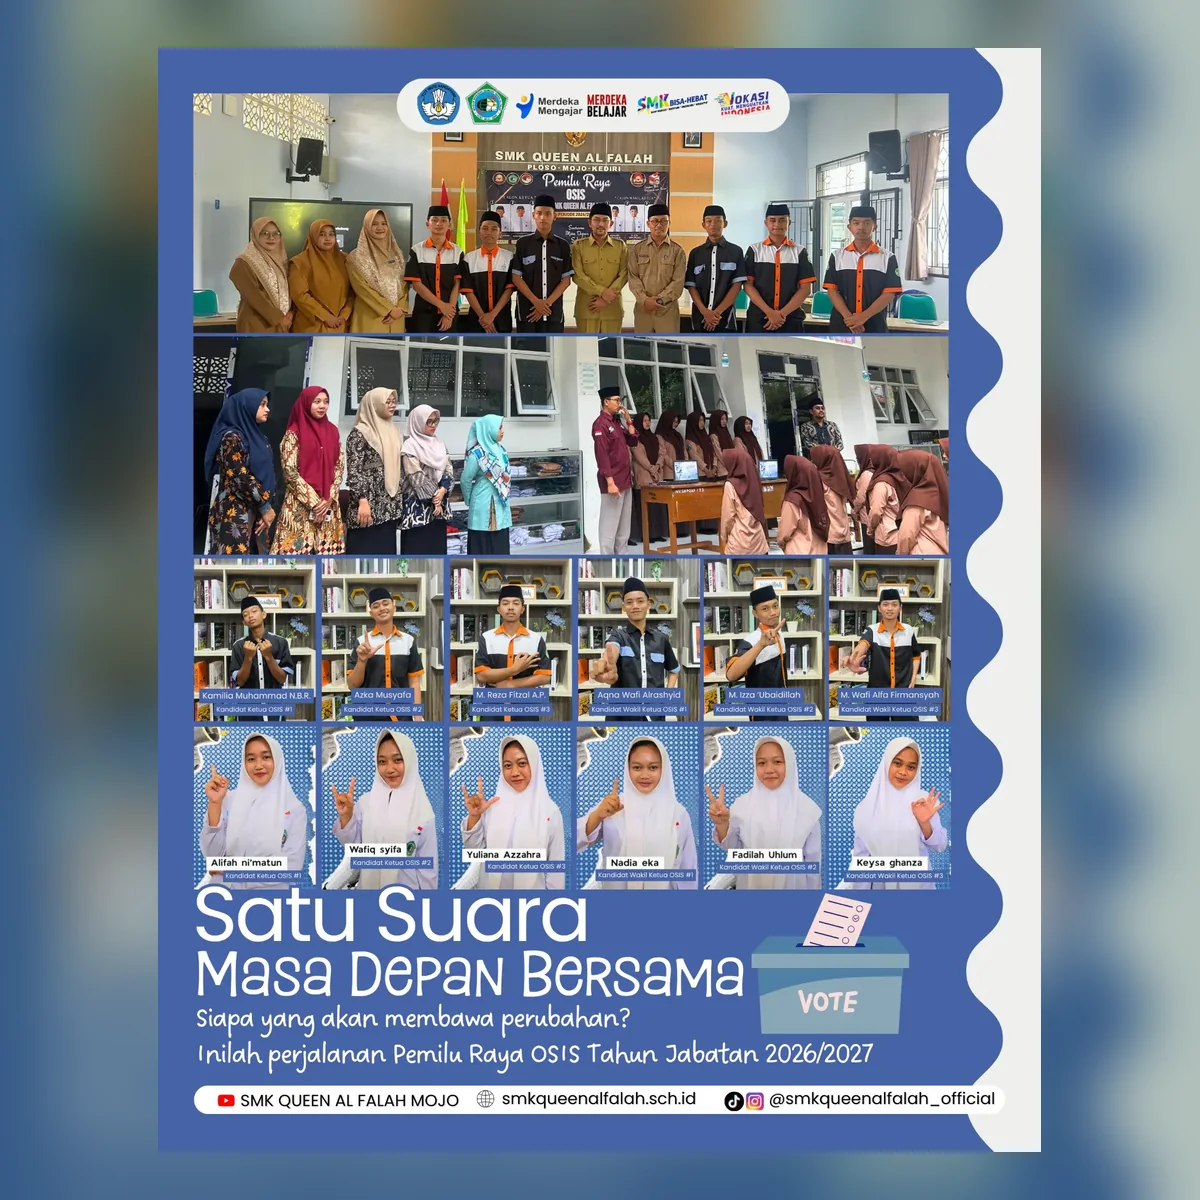 Merdeka
Mengajar
MERDEKA
BELAJAR
SMK BISA-HEBAT
VOKASI
KUAT, MENGUATKAN
INDONESIA
SMK QUEEN AL FALAH
PLOSO-MOJO-KEDIRI
Pemilu Raya
OSIS
SMK QUEEN AL FALAH
Kamilia Muhammad N.B.R.
Kandidat Ketua OSIS #1
Azka Musyafa
Kandidat Ketua OSIS #2
M. Reza Fitzal A.P.
Kandidat Ketua OSIS #3
Aqna Wafi Alrashyid
Kandidat Wakil Ketua OSIS #1
M. Izza 'Ubaidillah
Kandidat Wakil Ketua OSIS #2
M. Wafi Alfa Firmansyah
Kandidat Wakil Ketua OSIS #3
Alifah ni'matun
Kandidat Ketua OSIS #1
Wafiq syifa
Kandidat Ketua OSIS #2
Yuliana Azzahra
Kandidat Ketua OSIS #3
Nadia eka
Kandidat Wakil Ketua OSIS #1
Fadilah Uhlum
Kandidat Wakil Ketua OSIS #2
Keysa ghanza
Kandidat Wakil Ketua OSIS #3
Satu Suara
Masa Depan Bersama
VOTE
Siapa yang akan membawa perubahan?
Inilah perjalanan Pemilu Raya OSIS Tahun Jabatan 2026/2027
SMK QUEEN AL FALAH MOJO
smkqueenalfalah.sch.id
@smkqueenalfalah_official